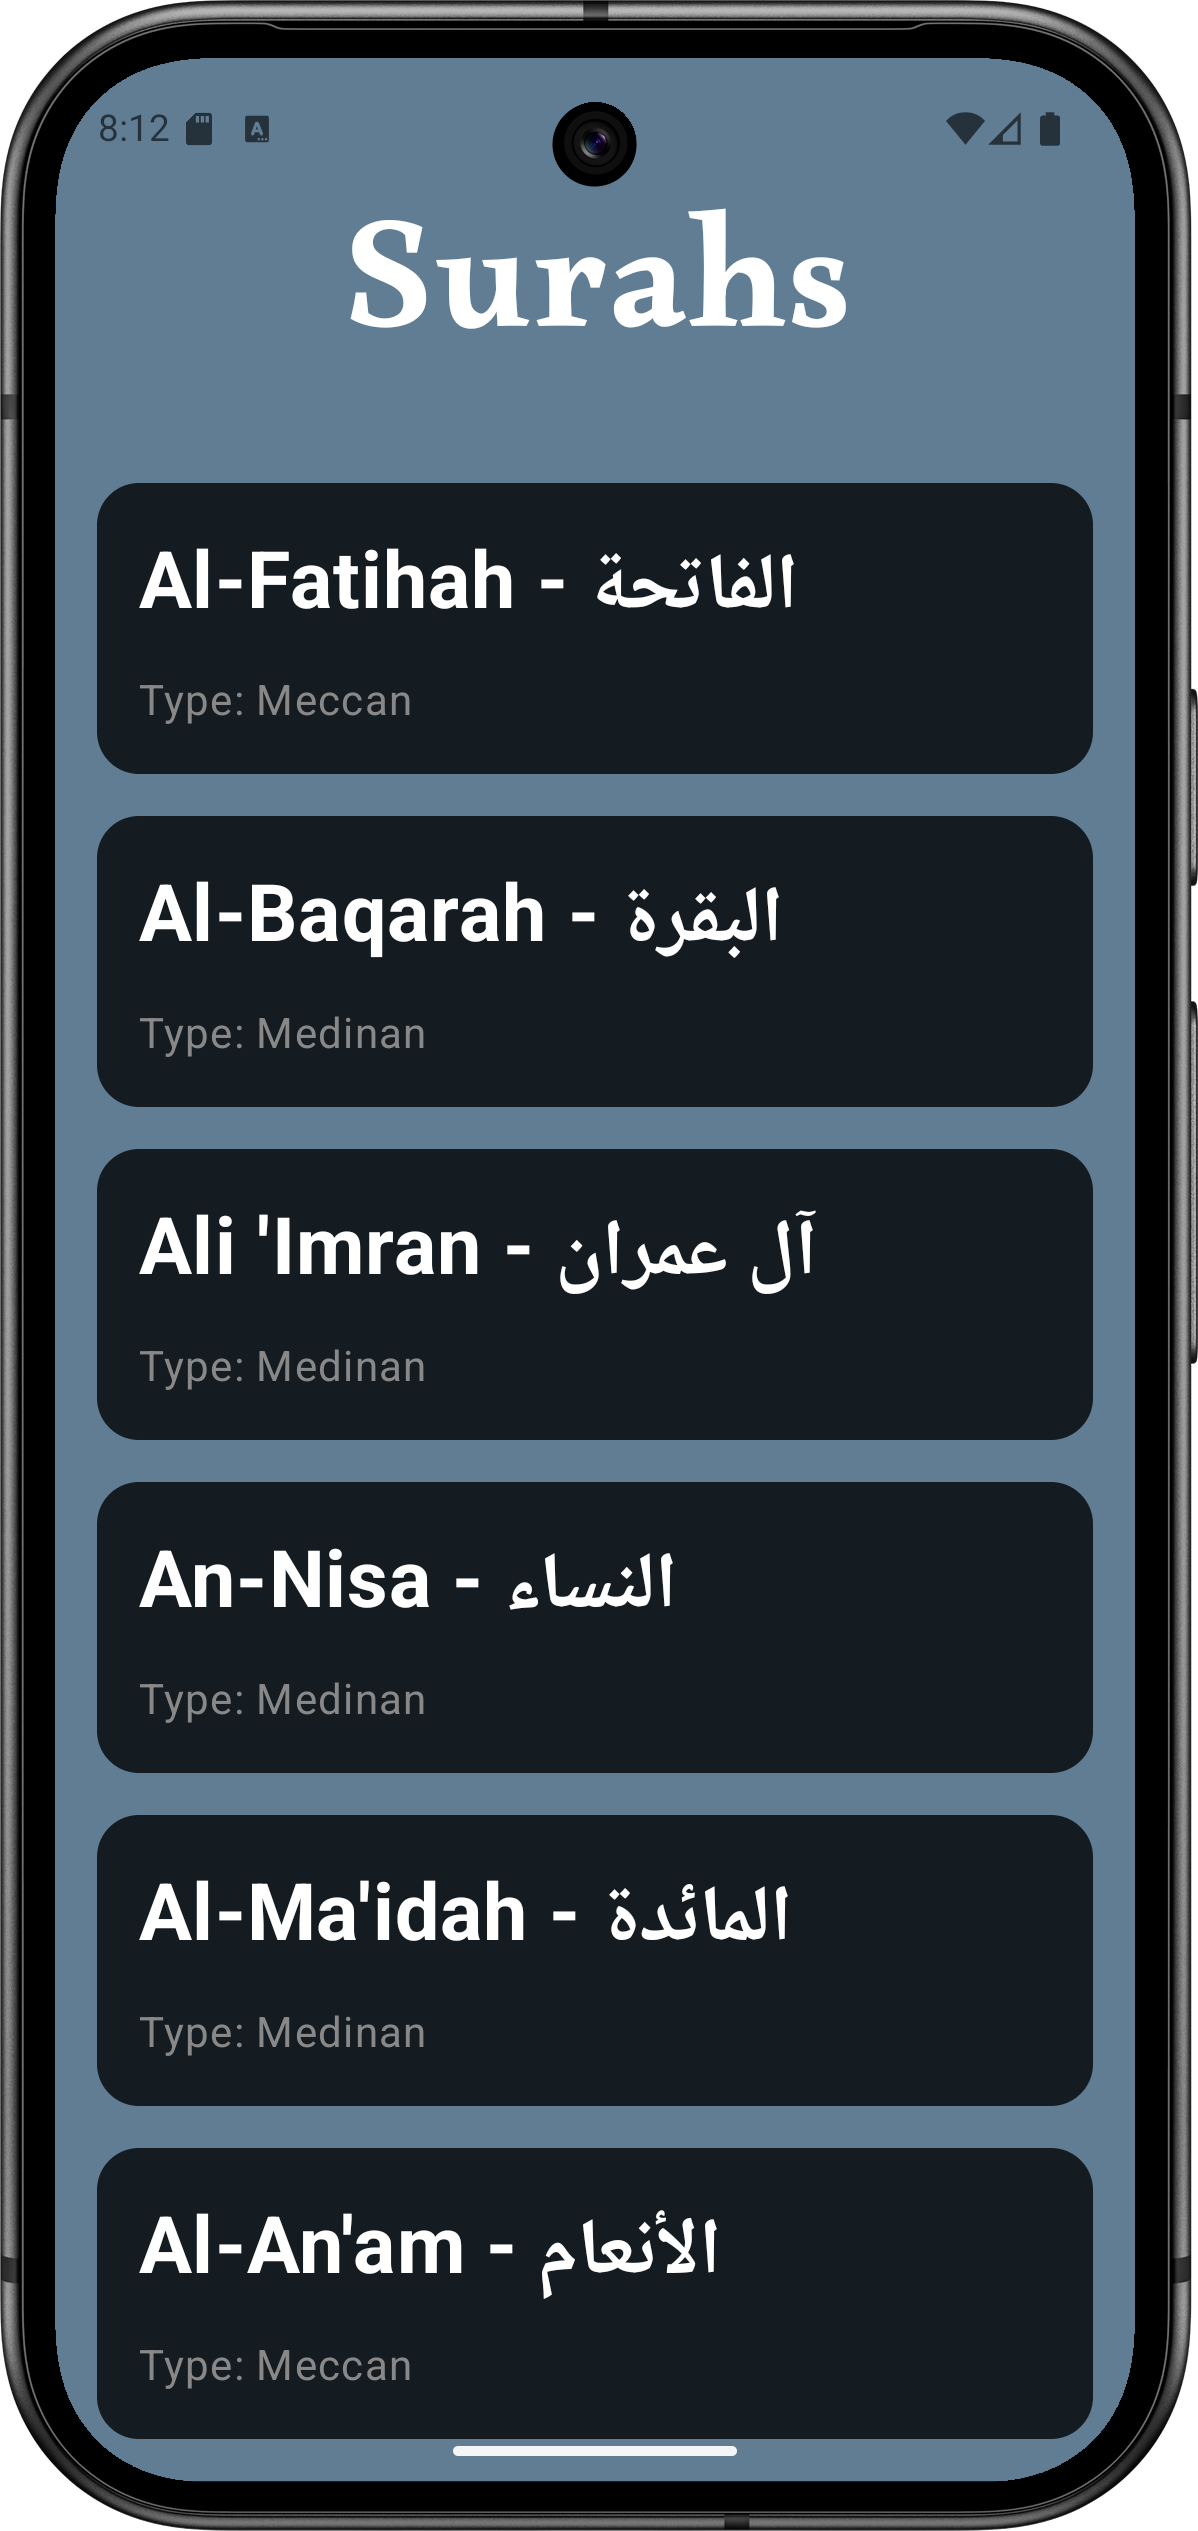 8:12
Surahs
Al-Fatihah - الفاتحة
Type: Meccan
Al-Baqarah - البقرة
Type: Medinan
Ali 'Imran - آل عمران
Type: Medinan
An-Nisa - النساء
Type: Medinan
Al-Ma'idah - المائدة
Type: Medinan
Al-An'am - الأنعام
Type: Meccan